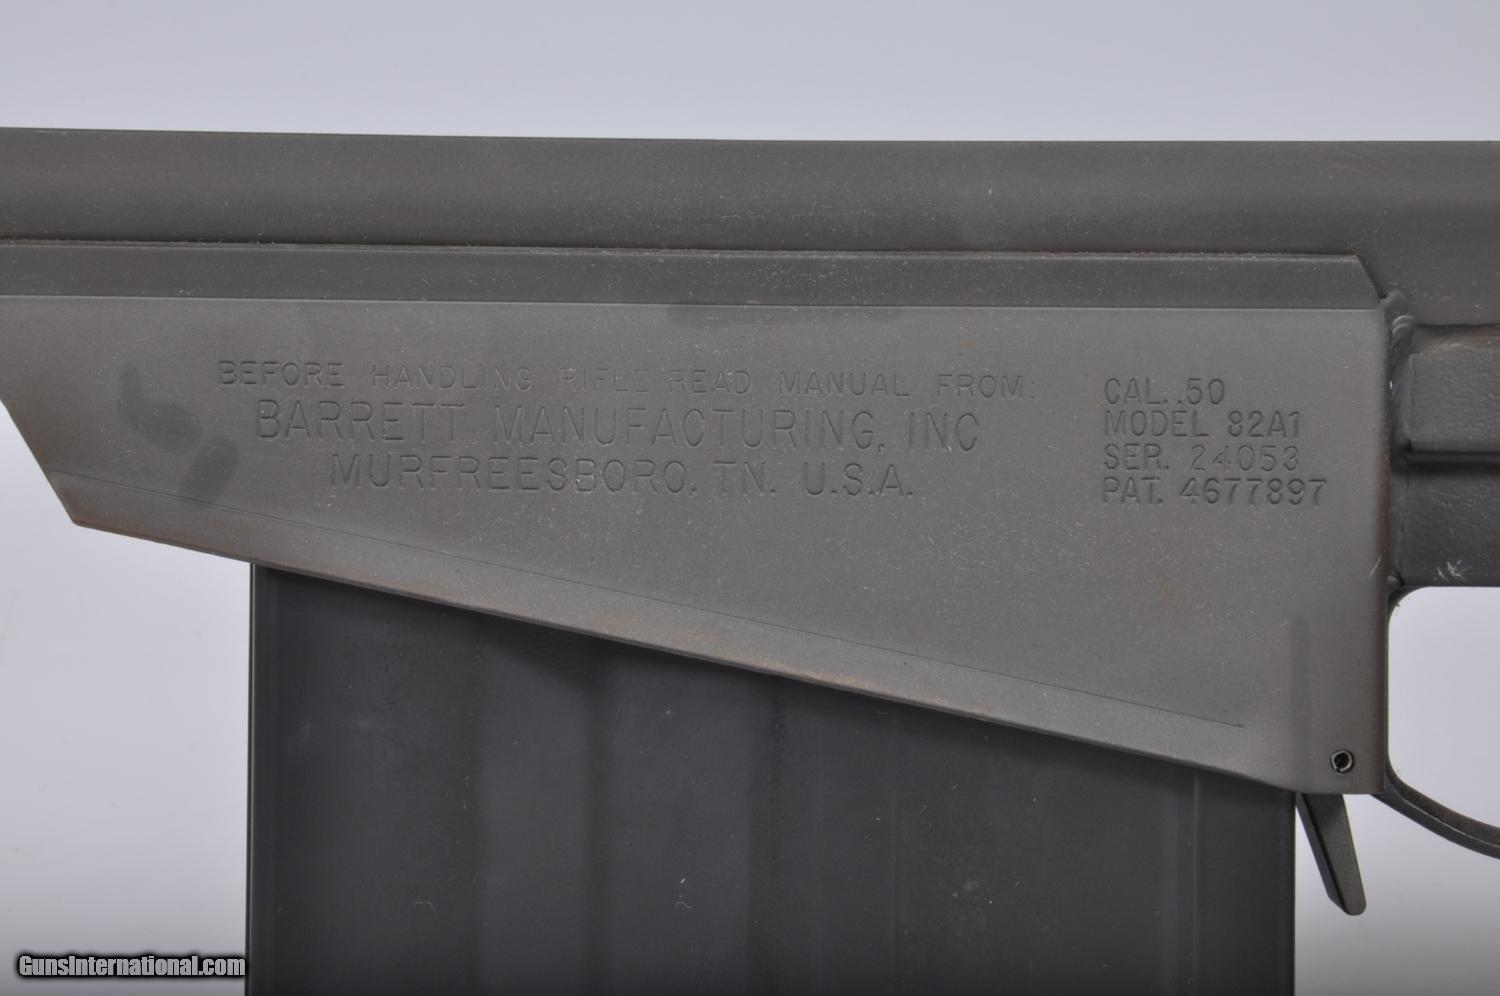 BEFORE HANDLING RIFLE READ MANUAL FROM:
BARRETT MANUFACTURING, INC
MURFREESBORO, TN. U.S.A.
CAL. .50
MODEL 82A1
SER. 24053
PAT. 4677897
GunsInternational.com